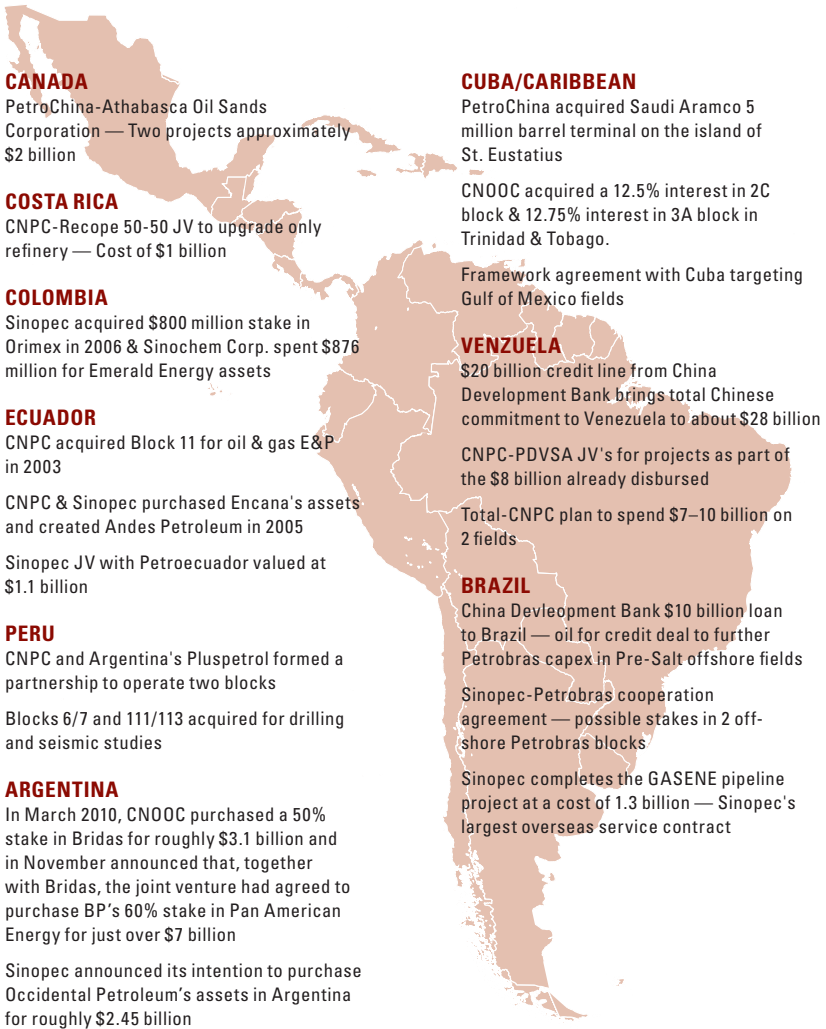 CANADA
PetroChina-Athabasca Oil Sands
Corporation — Two projects approximately
$2 billion
COSTA RICA
CNPC-Recope 50-50 JV to upgrade only
refinery — Cost of $1 billion
COLOMBIA
Sinopec acquired $800 million stake in
Orimex in 2006 & Sinochem Corp. spent $876
million for Emerald Energy assets
ECUADOR
CNPC acquired Block 11 for oil & gas E&P
in 2003
CNPC & Sinopec purchased Encana's assets
and created Andes Petroleum in 2005
Sinopec JV with Petroecuador valued at
$1.1 billion
PERU
CNPC and Argentina's Pluspetrol formed a
partnership to operate two blocks
Blocks 6/7 and 111/113 acquired for drilling
and seismic studies
ARGENTINA
In March 2010, CNOOC purchased a 50%
stake in Bridas for roughly $3.1 billion and
in November announced that, together
with Bridas, the joint venture had agreed to
purchase BP’s 60% stake in Pan American
Energy for just over $7 billion
Sinopec announced its intention to purchase
Occidental Petroleum’s assets in Argentina
for roughly $2.45 billion
CUBA/CARIBBEAN
PetroChina acquired Saudi Aramco 5
million barrel terminal on the island of
St. Eustatius
CNOOC acquired a 12.5% interest in 2C
block & 12.75% interest in 3A block in
Trinidad & Tobago.
Framework agreement with Cuba targeting
Gulf of Mexico fields
VENZUELA
$20 billion credit line from China
Development Bank brings total Chinese
commitment to Venezuela to about $28 billion
CNPC-PDVSA JV's for projects as part of
the $8 billion already disbursed
Total-CNPC plan to spend $7–10 billion on
2 fields
BRAZIL
China Devleopment Bank $10 billion loan
to Brazil — oil for credit deal to further
Petrobras capex in Pre-Salt offshore fields
Sinopec-Petrobras cooperation
agreement — possible stakes in 2 off-
shore Petrobras blocks
Sinopec completes the GASENE pipeline
project at a cost of 1.3 billion — Sinopec's
largest overseas service contract